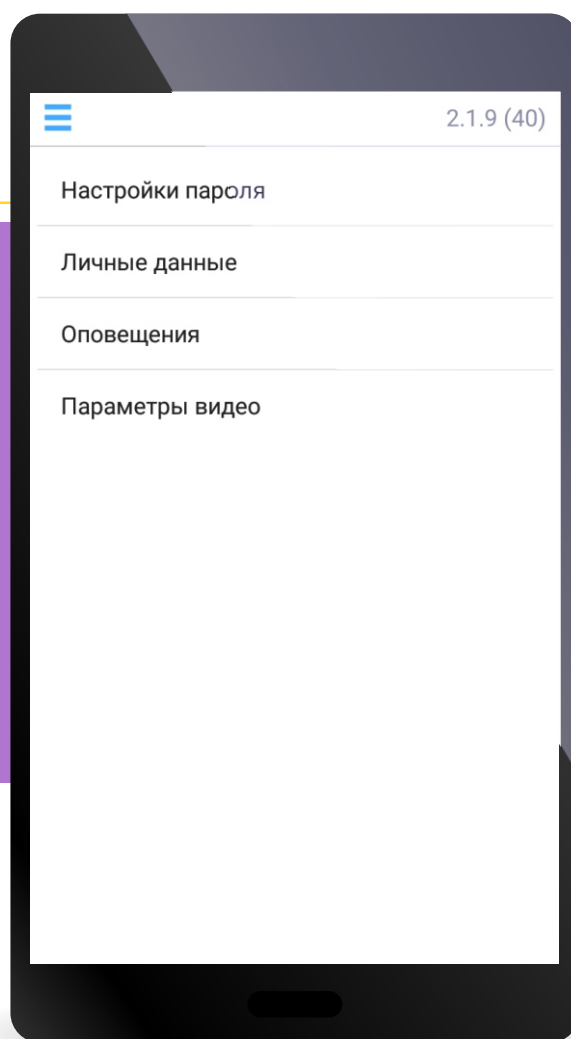 2.1.9 (40)
Настройки пароля
Личные данные
Оповещения
Параметры видео